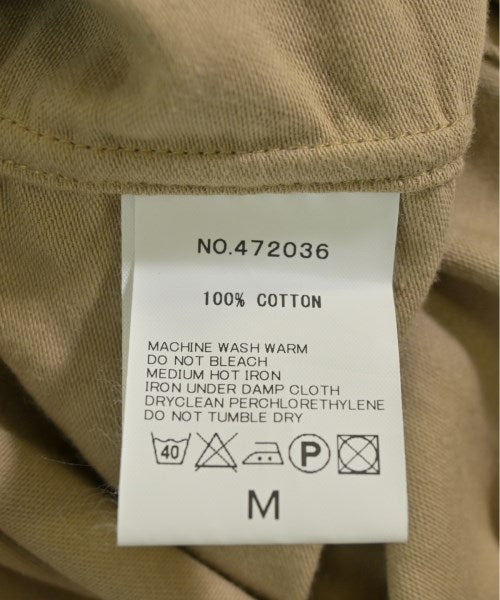 NO.472036
100% COTTON
MACHINE WASH WARM
DO NOT BLEACH
MEDIUM HOT IRON
IRON UNDER DAMP CLOTH
DRYCLEAN PERCHLORETHYLENE
DO NOT TUMBLE DRY
40 P
M